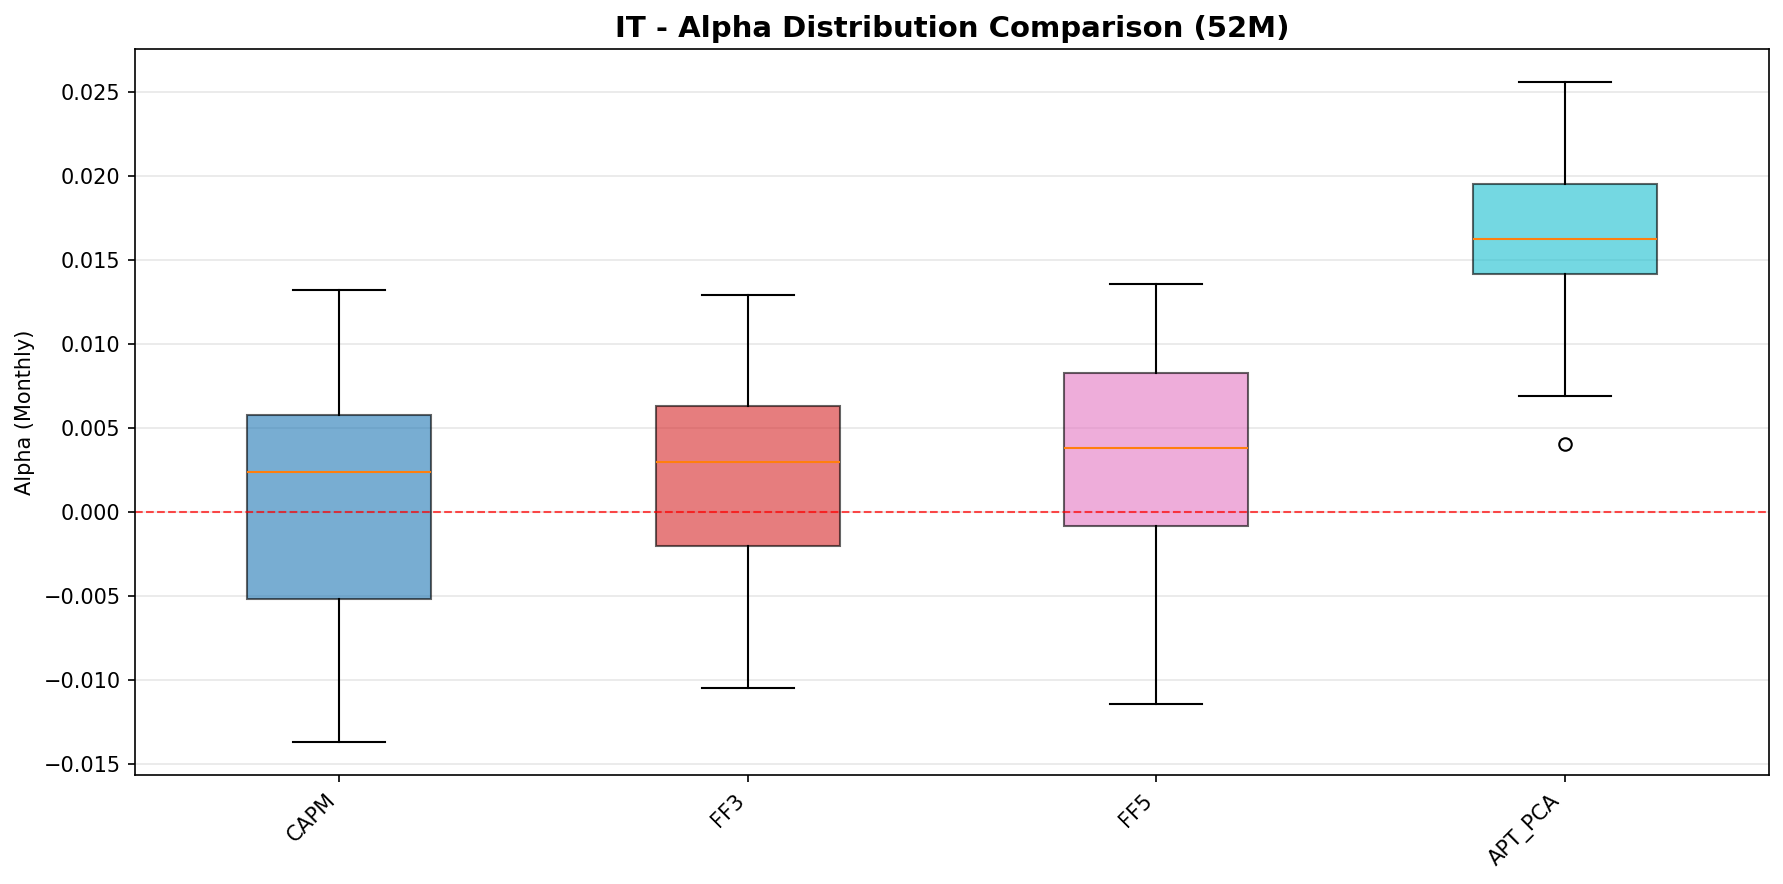 IT - Alpha Distribution Comparison (52M)
Alpha (Monthly)
0.025
0.020
0.015
0.010
0.005
0.000
−0.005
−0.010
−0.015
CAPM
FF3
FF5
APT_PCA